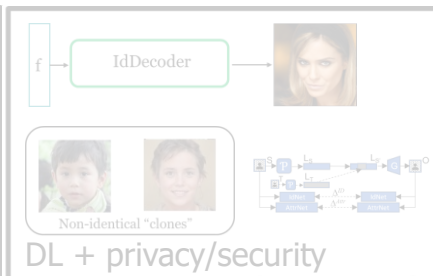 f
IdDecoder
Non-identical "clones"
S
P
L
G
O
T
P
L
DL + privacy/security